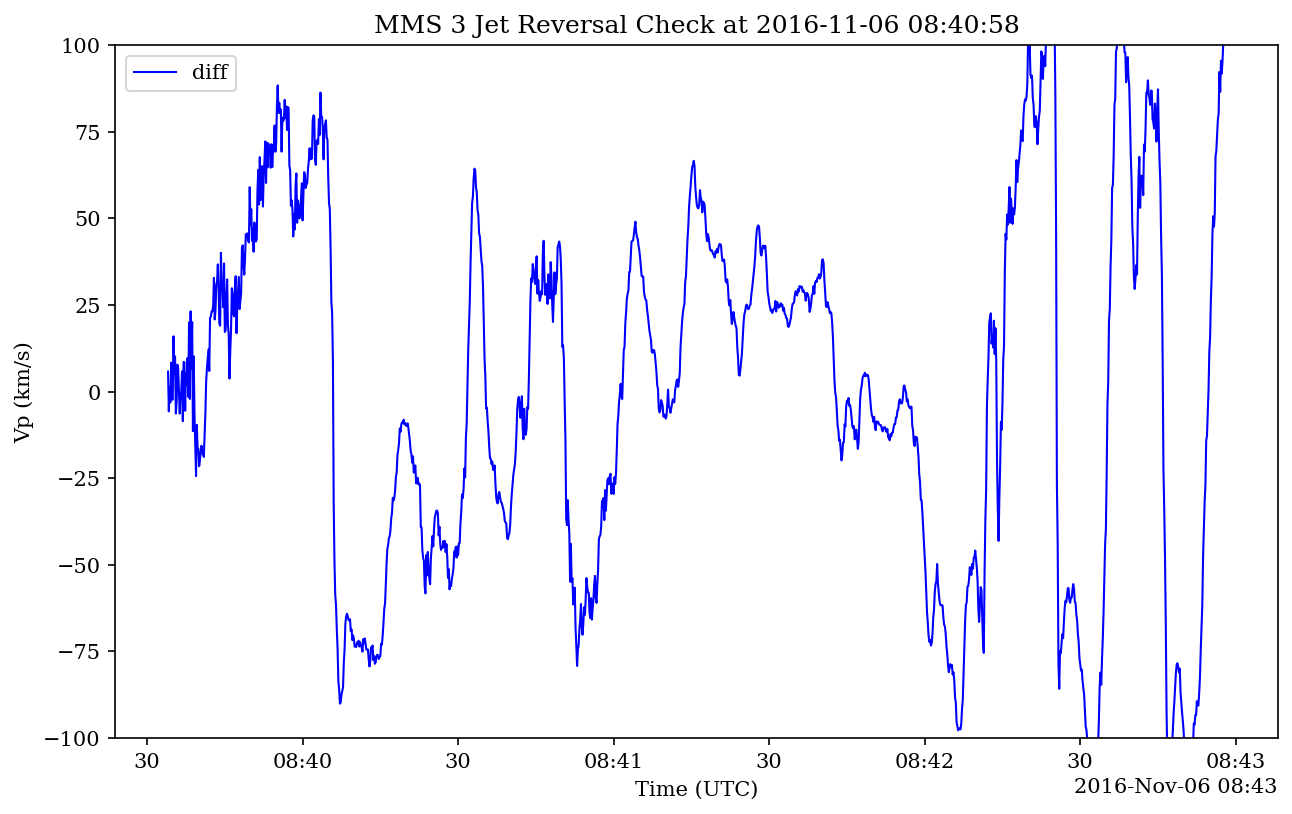 MMS 3 Jet Reversal Check at 2016-11-06 08:40:58
diff
100
75
50
25
0
−25
−50
−75
−100
Vp (km/s)
30 08:40 30 08:41 30 08:42 30 08:43
Time (UTC)
2016-Nov-06 08:43